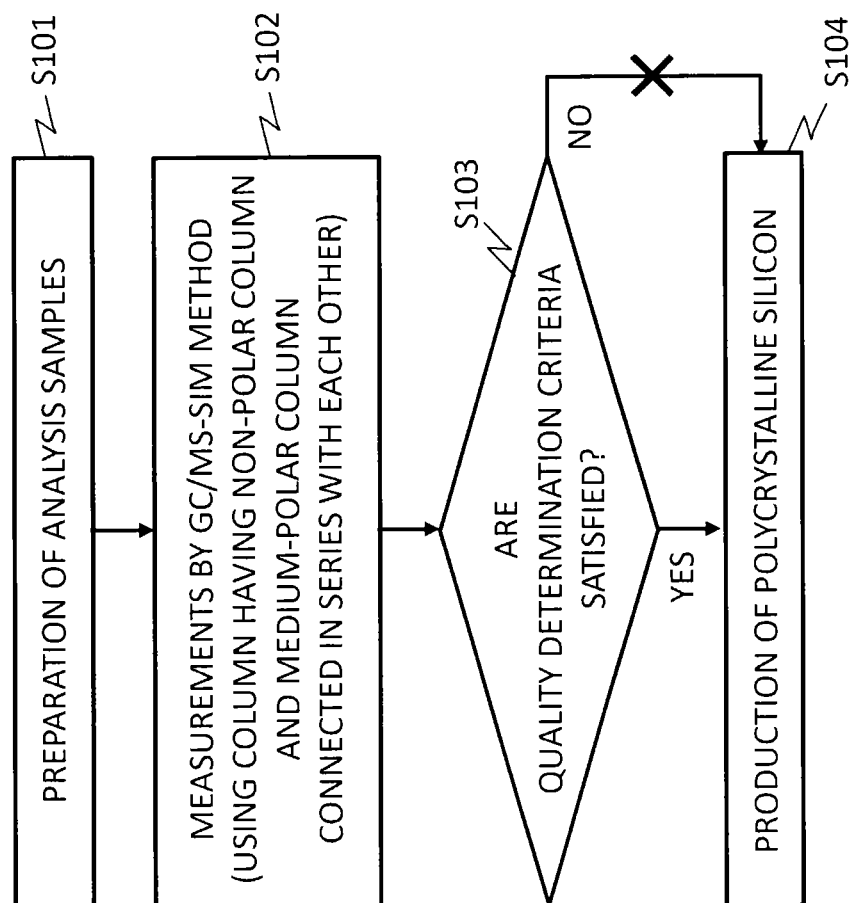 PREPARATION OF ANALYSIS SAMPLES
S101
MEASUREMENTS BY GC/MS-SIM METHOD
(USING COLUMN HAVING NON-POLAR COLUMN
AND MEDIUM-POLAR COLUMN
CONNECTED IN SERIES WITH EACH OTHER)
S102
ARE
QUALITY DETERMINATION CRITERIA
SATISFIED?
S103
NO
YES
PRODUCTION OF POLYCRYSTALLINE SILICON
S104